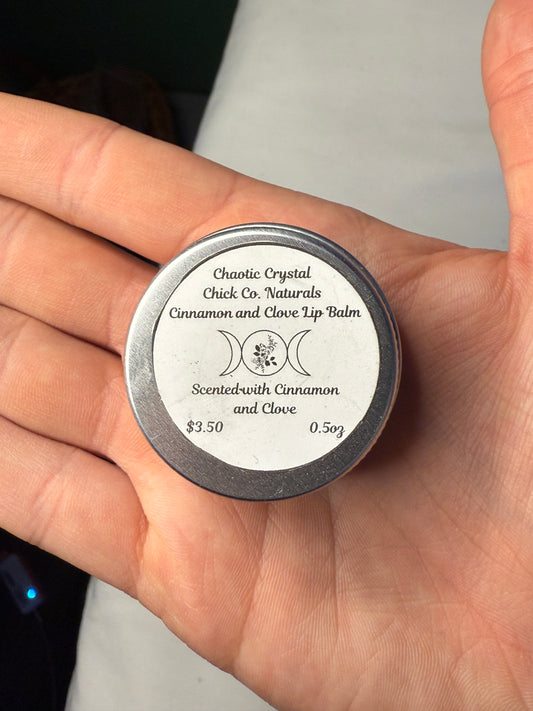 Chaotic Crystal
Chick Co. Naturals
Cinnamon and Clove Lip Balm
Scented with Cinnamon
and Clove
$3.50 0.5oz